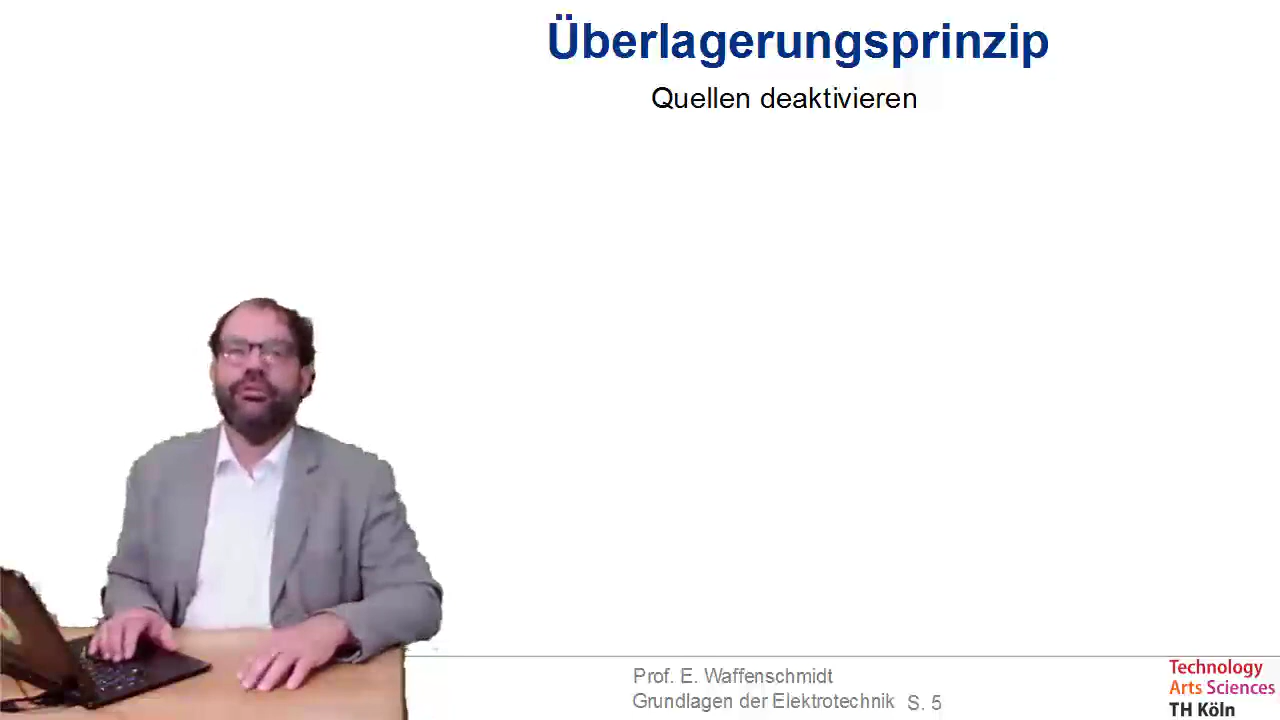 Überlagerungsprinzip
Quellen deaktivieren
Prof. E. Waffenschmidt
Grundlagen der Elektrotechnik S. 5
Technology
Arts Sciences
TH Köln